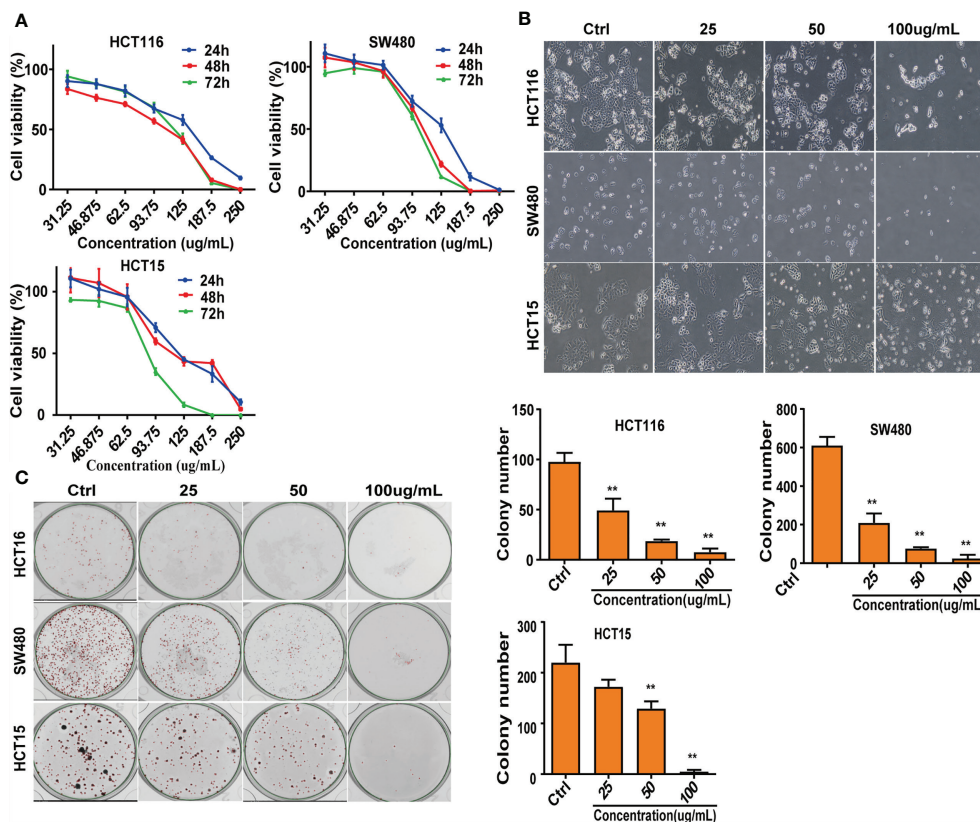 A
HCT116
24h
48h
72h
Cell viability (%)
100
50
0
31.25
46.875
62.5
93.75
125
187.5
250
Concentration (ug/mL)
SW480
24h
48h
72h
Cell viability (%)
100
50
0
31.25
46.875
62.5
93.75
125
187.5
250
Concentration (ug/mL)
HCT15
24h
48h
72h
Cell viability (%)
100
50
0
31.25
46.875
62.5
93.75
125
187.5
250
Concentration (ug/mL)
B
Ctrl 25 50 100ug/mL
HCT116
SW480
HCT15
C
Ctrl 25 50 100ug/mL
HCT16
SW480
HCT15
HCT116
Colony number
150
100
50
0
**
**
**
Ctrl
25
50
100
Concentration(ug/mL)
SW480
Colony number
800
600
400
200
0
**
**
**
Ctrl
25
50
100
Concentration(ug/mL)
HCT15
Colony number
300
200
100
0
**
**
Ctrl
25
50
100
Concentration(ug/mL)